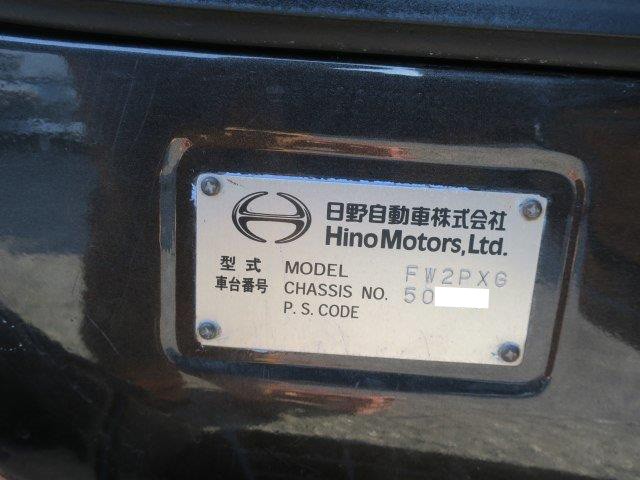 日野自動車株式会社
Hino Motors, Ltd.
型式 MODEL FW2PXG
車台番号 CHASSIS NO. 50
P.S. CODE